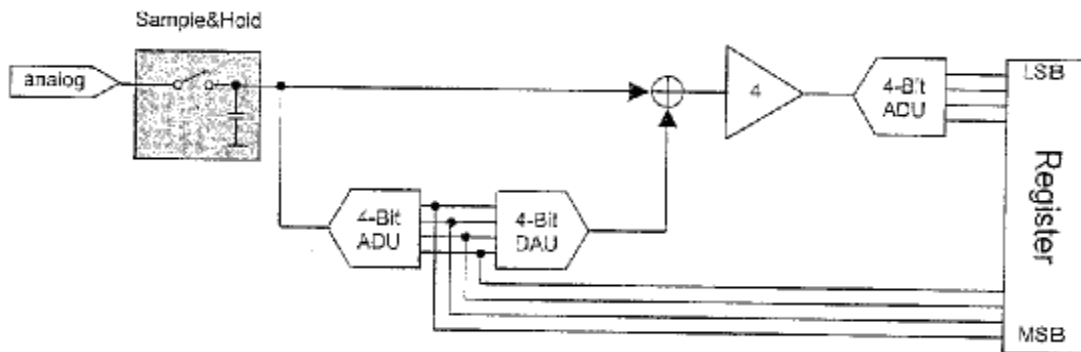 Sample&Hold
analog
4
4-Bit
ADU
LSB
4-Bit
ADU
4-Bit
DAU
Register
MSB